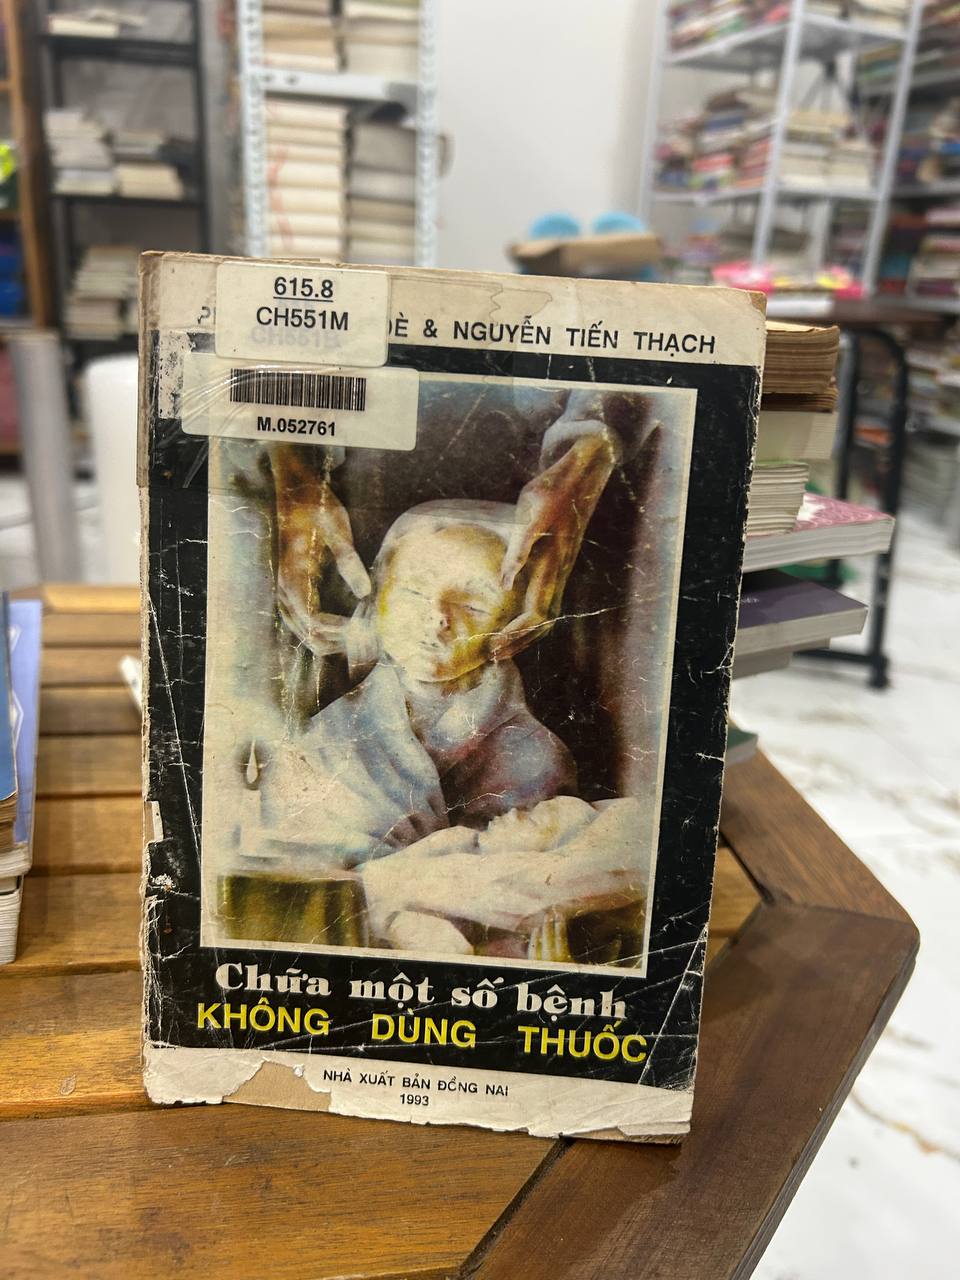 615.8
CH551M
ĐÈ & NGUYỄN TIẾN THẠCH
M.052761
Chữa một số bệnh
KHÔNG DÙNG THUỐC
NHÀ XUẤT BẢN ĐỒNG NAI
1993